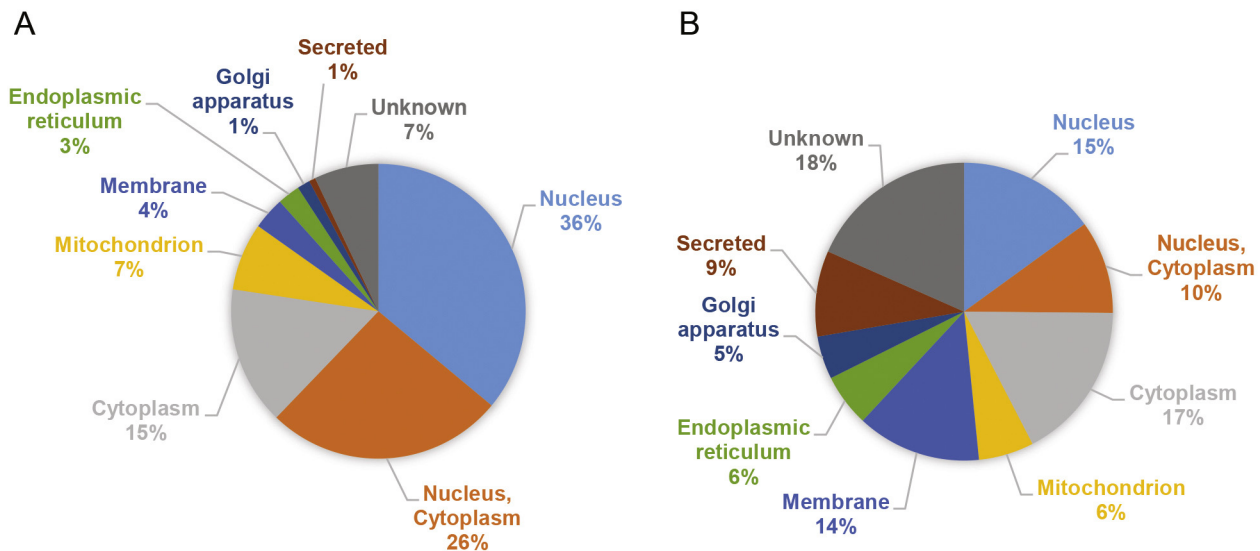 A
Secreted
1%
Golgi
apparatus
1%
Endoplasmic
reticulum
3%
Unknown
7%
Membrane
4%
Nucleus
36%
Mitochondrion
7%
Cytoplasm
15%
Nucleus,
Cytoplasm
26%
B
Nucleus
15%
Unknown
18%
Nucleus,
Cytoplasm
10%
Secreted
9%
Golgi
apparatus
5%
Cytoplasm
17%
Endoplasmic
reticulum
6%
Mitochondrion
6%
Membrane
14%